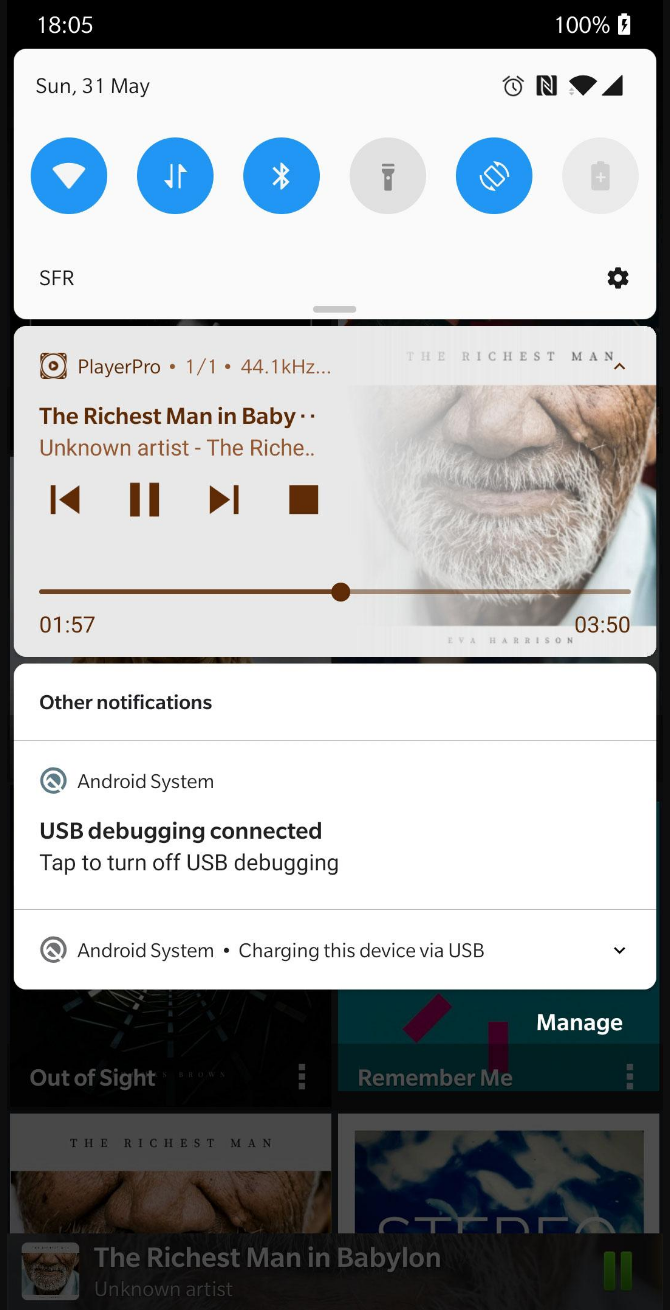 18:05
100%
Sun, 31 May
SFR
THE RICHEST MAN
PlayerPro • 1/1 • 44.1kHz...
The Richest Man in Baby ··
Unknown artist - The Riche..
01:57
03:50
EVA HARRISON
Other notifications
Android System
USB debugging connected
Tap to turn off USB debugging
Android System • Charging this device via USB
Manage
Out of Sight
BROWN
Remember Me
THE RICHEST MAN
STEREO
The Richest Man in Babylon
Unknown artist